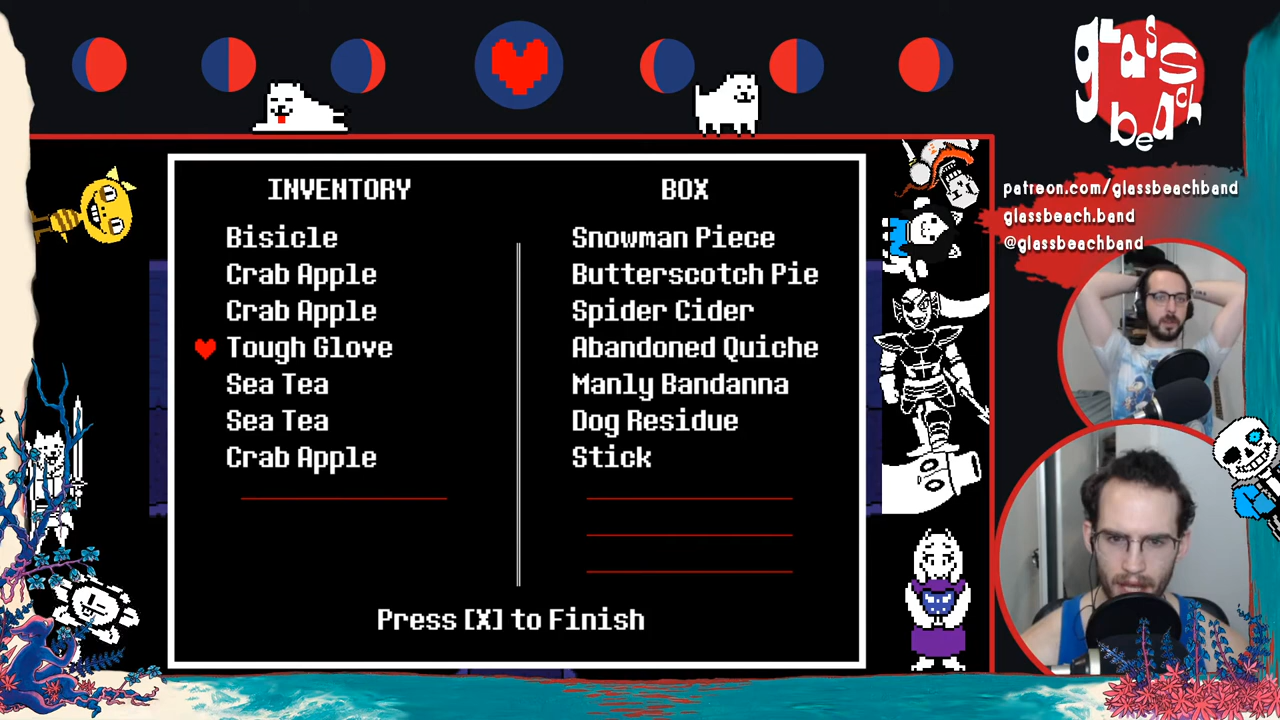 glass
beach
patreon.com/glassbeachband
glassbeach.band
@glassbeachband
INVENTORY
Bisicle
Crab Apple
Crab Apple
Tough Glove
Sea Tea
Sea Tea
Crab Apple
BOX
Snowman Piece
Butterscotch Pie
Spider Cider
Abandoned Quiche
Manly Bandanna
Dog Residue
Stick
Press [X] to Finish